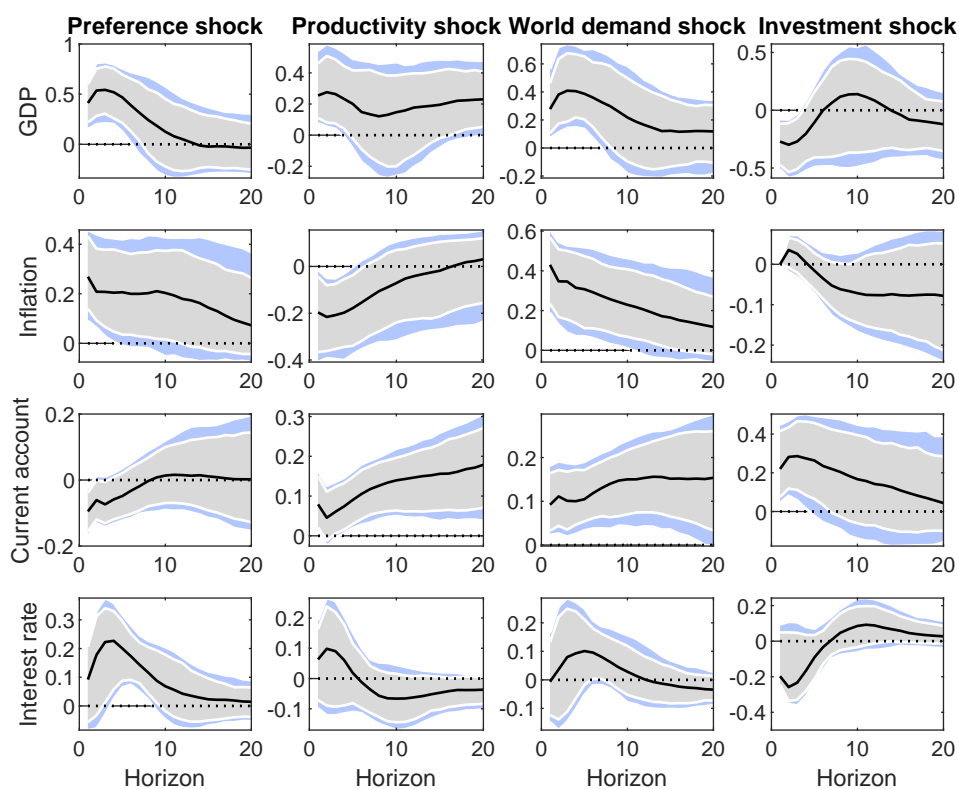 Preference shock Productivity shock World demand shock Investment shock
GDP
1
0.5
0
0 10 20
0.4
0.2
0
-0.2
0 10 20
0.6
0.4
0.2
0
-0.2
0 10 20
0.5
0
-0.5
0 10 20
Inflation
0.4
0.2
0
0 10 20
0
-0.2
-0.4
0 10 20
0.6
0.4
0.2
0
0 10 20
0
-0.1
-0.2
0 10 20
Current account
0.2
0
-0.2
0 10 20
0.3
0.2
0.1
0
0 10 20
0.2
0.1
0
0 10 20
0.4
0.2
0
0 10 20
Interest rate
0.3
0.2
0.1
0
0 10 20
Horizon
0.2
0.1
0
-0.1
0 10 20
Horizon
0.2
0.1
0
-0.1
0 10 20
Horizon
0.2
0
-0.2
-0.4
0 10 20
Horizon